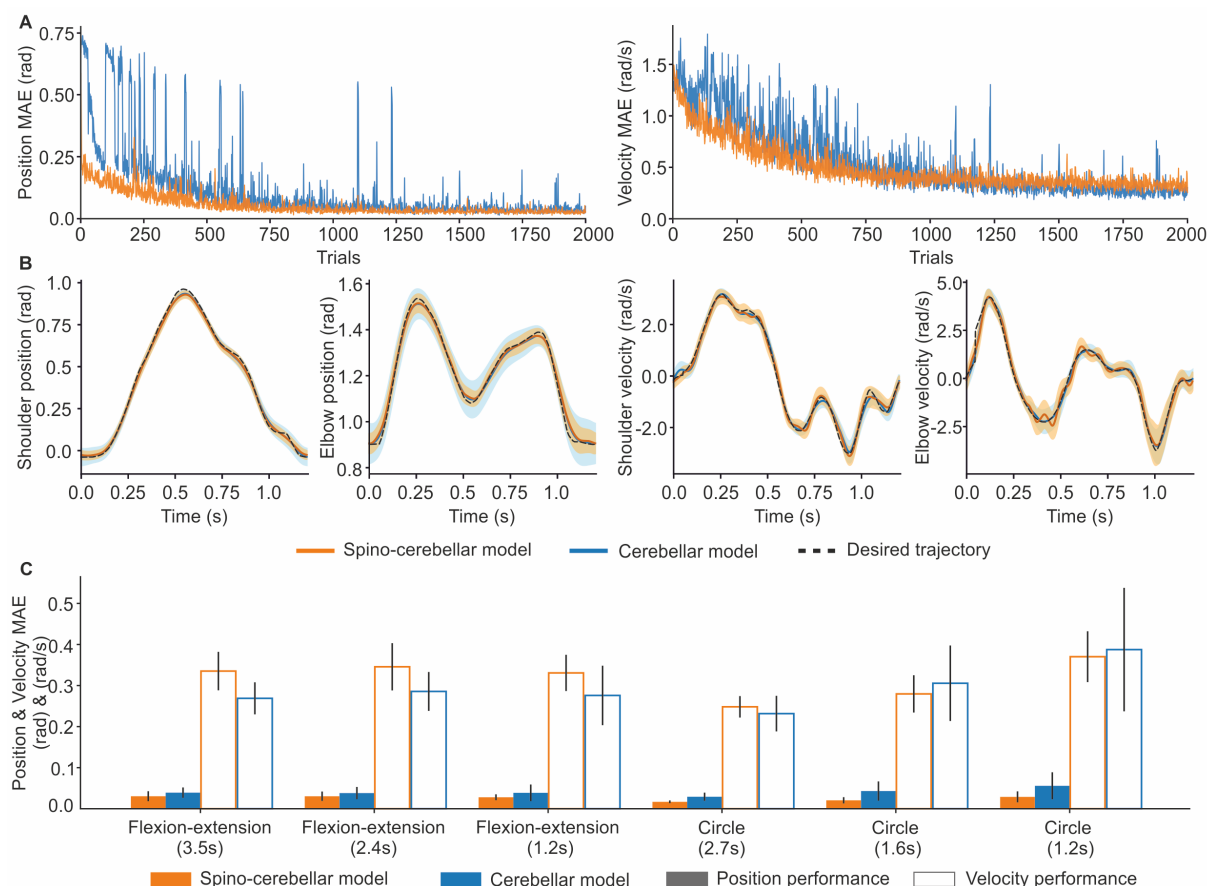 A
Position MAE (rad)
0.75
0.50
0.25
0.0
0 250 500 750 1000 1250 1500 1750 2000
Trials
Velocity MAE (rad/s)
1.5
1.0
0.5
0.0
0 250 500 750 1000 1250 1500 1750 2000
Trials
B
Shoulder position (rad)
1.0
0.75
0.5
0.25
0.0
0.0 0.25 0.5 0.75 1.0
Time (s)
Elbow position (rad)
1.6
1.4
1.2
1.0
0.8
0.0 0.25 0.5 0.75 1.0
Time (s)
Shoulder velocity (rad/s)
2.0
0.0
-2.0
0.0 0.25 0.5 0.75 1.0
Time (s)
Elbow velocity (rad/s)
5.0
2.5
0.0
-2.5
0.0 0.25 0.5 0.75 1.0
Time (s)
Spino-cerebellar model Cerebellar model Desired trajectory
C
Position & Velocity MAE
(rad) & (rad/s)
0.5
0.4
0.3
0.2
0.1
0.0
Flexion-extension Flexion-extension Flexion-extension Circle Circle Circle
(3.5s) (2.4s) (1.2s) (2.7s) (1.6s) (1.2s)
Spino-cerebellar model Cerebellar model Position performance Velocity performance